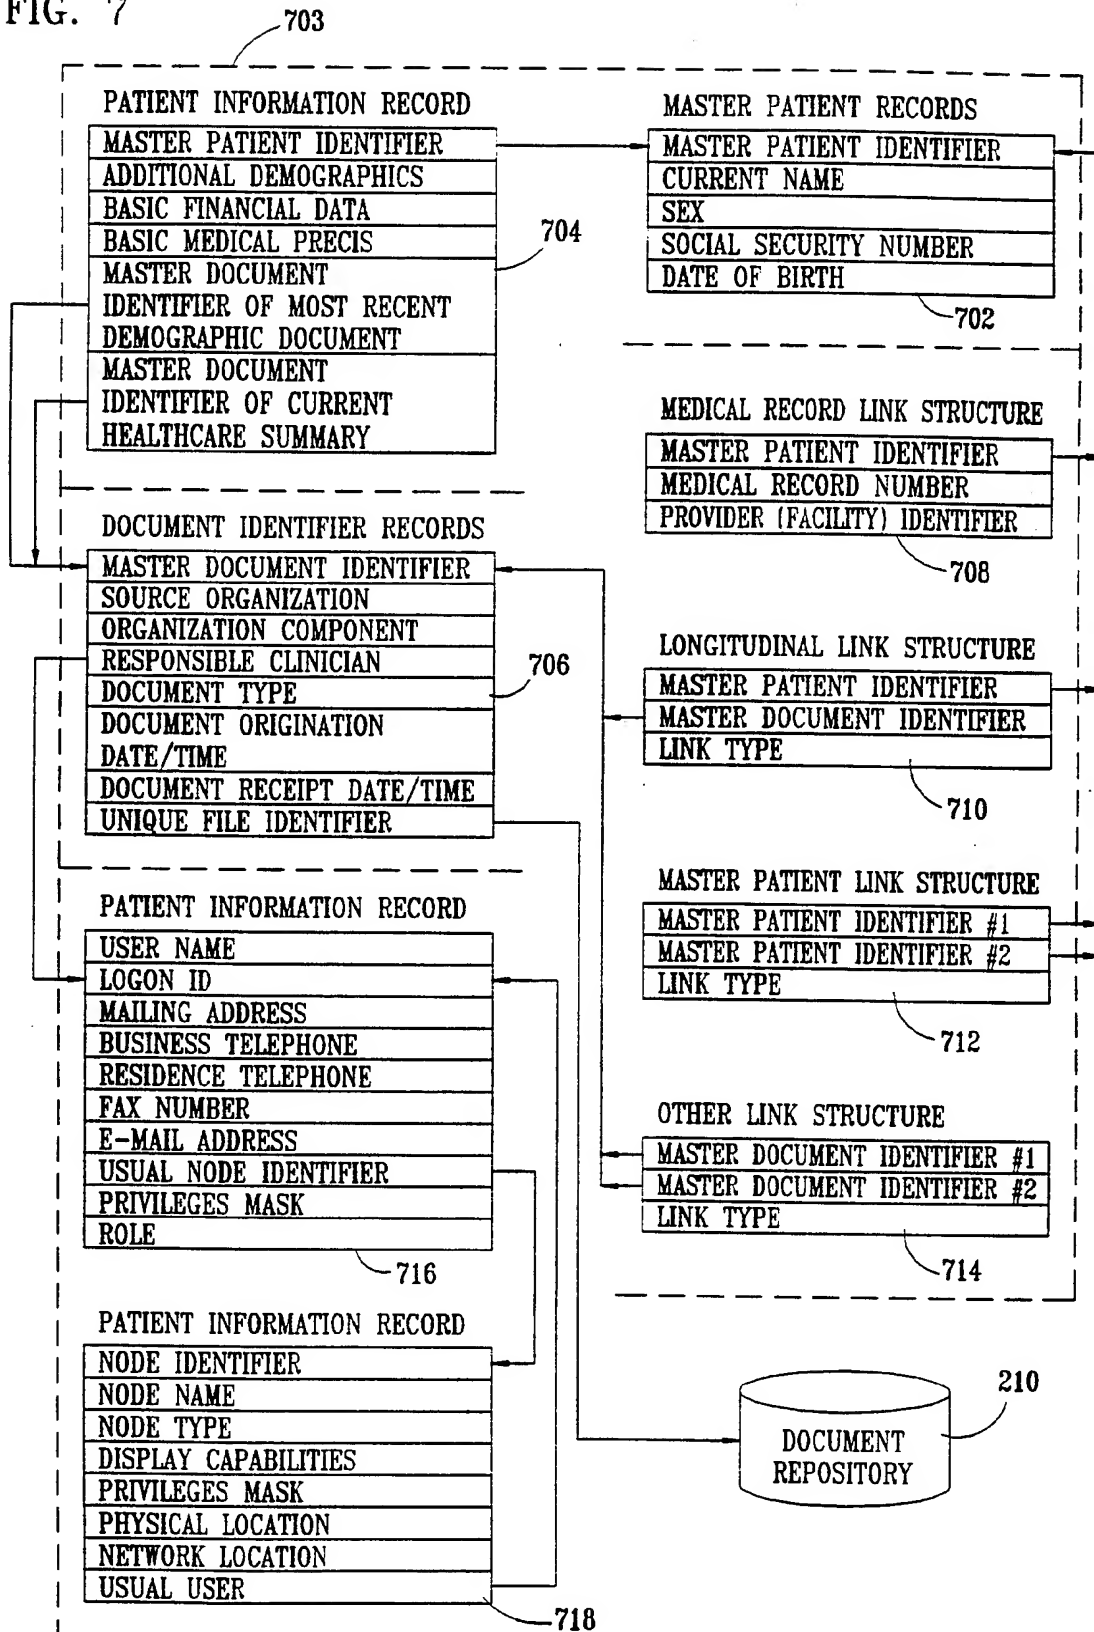 FIG. 7
703
PATIENT INFORMATION RECORD
MASTER PATIENT IDENTIFIER
ADDITIONAL DEMOGRAPHICS
BASIC FINANCIAL DATA
BASIC MEDICAL PRECIS
MASTER DOCUMENT
IDENTIFIER OF MOST RECENT
DEMOGRAPHIC DOCUMENT
MASTER DOCUMENT
IDENTIFIER OF CURRENT
HEALTHCARE SUMMARY
704
MASTER PATIENT RECORDS
MASTER PATIENT IDENTIFIER
CURRENT NAME
SEX
SOCIAL SECURITY NUMBER
DATE OF BIRTH
702
DOCUMENT IDENTIFIER RECORDS
MASTER DOCUMENT IDENTIFIER
SOURCE ORGANIZATION
ORGANIZATION COMPONENT
RESPONSIBLE CLINICIAN
DOCUMENT TYPE
DOCUMENT ORIGINATION
DATE/TIME
DOCUMENT RECEIPT DATE/TIME
UNIQUE FILE IDENTIFIER
706
MEDICAL RECORD LINK STRUCTURE
MASTER PATIENT IDENTIFIER
MEDICAL RECORD NUMBER
PROVIDER (FACILITY) IDENTIFIER
708
LONGITUDINAL LINK STRUCTURE
MASTER PATIENT IDENTIFIER
MASTER DOCUMENT IDENTIFIER
LINK TYPE
710
MASTER PATIENT LINK STRUCTURE
MASTER PATIENT IDENTIFIER #1
MASTER PATIENT IDENTIFIER #2
LINK TYPE
712
PATIENT INFORMATION RECORD
USER NAME
LOGON ID
MAILING ADDRESS
BUSINESS TELEPHONE
RESIDENCE TELEPHONE
FAX NUMBER
E-MAIL ADDRESS
USUAL NODE IDENTIFIER
PRIVILEGES MASK
ROLE
716
OTHER LINK STRUCTURE
MASTER DOCUMENT IDENTIFIER #1
MASTER DOCUMENT IDENTIFIER #2
LINK TYPE
714
PATIENT INFORMATION RECORD
NODE IDENTIFIER
NODE NAME
NODE TYPE
DISPLAY CAPABILITIES
PRIVILEGES MASK
PHYSICAL LOCATION
NETWORK LOCATION
USUAL USER
718
210
DOCUMENT
REPOSITORY